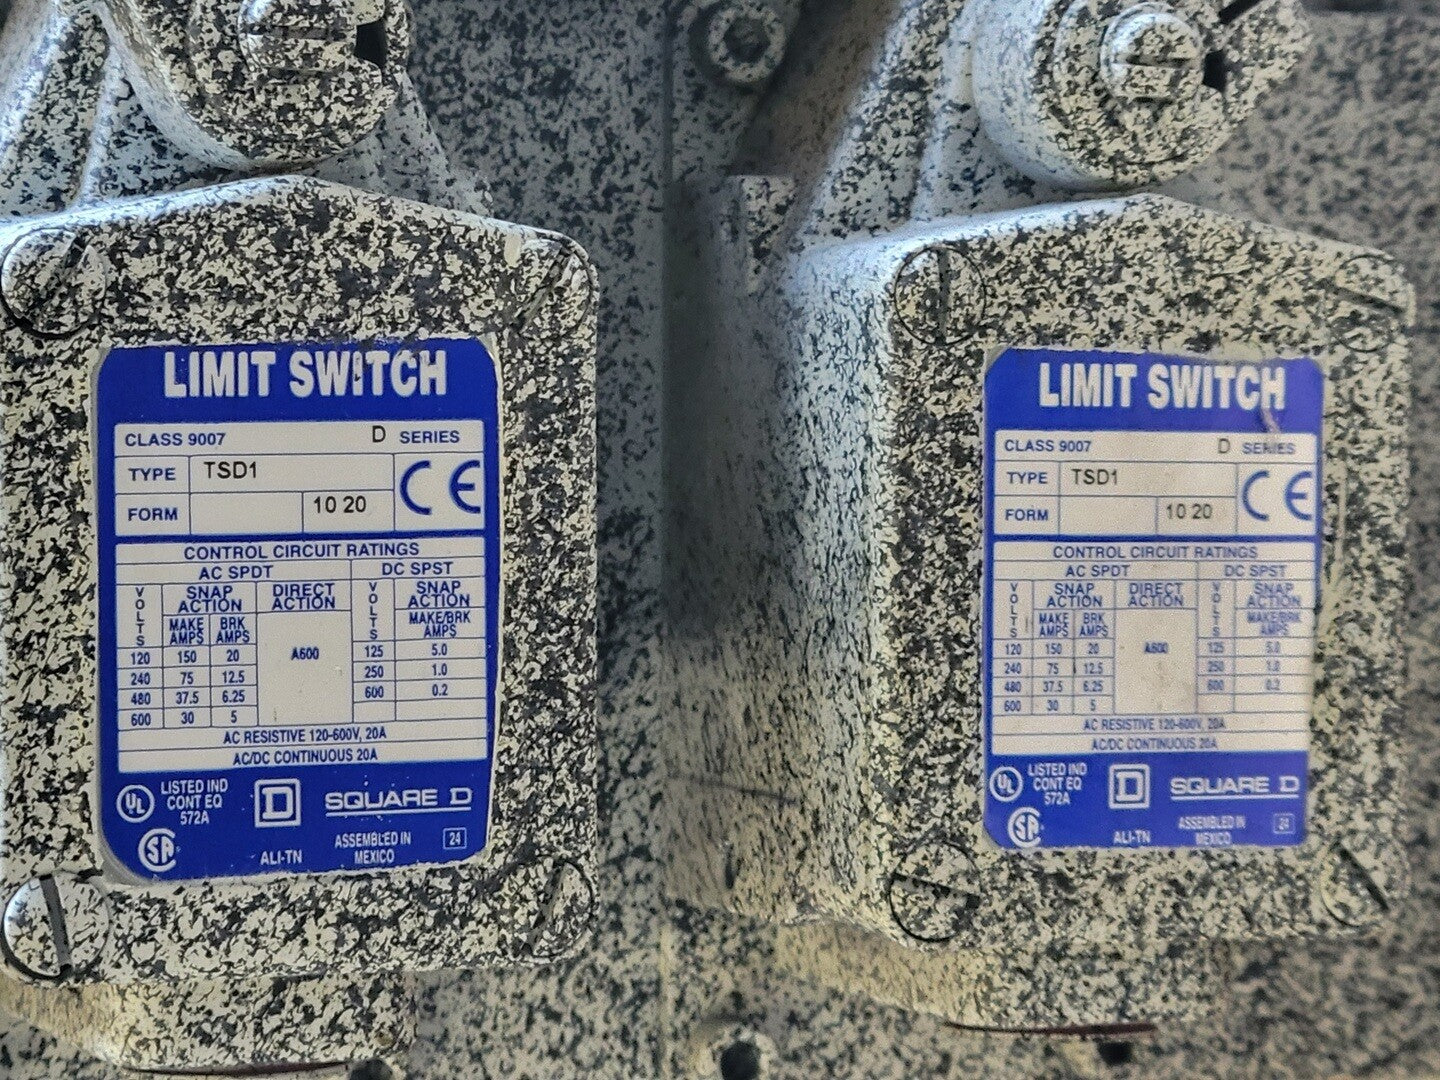 LIMIT SWITCH
CLASS 9007 D SERIES
TYPE TSD1
CE
FORM 10 20
CONTROL CIRCUIT RATINGS
AC SPDT DC SPST
VOLTS SNAP ACTION DIRECT ACTION VOLTS SNAP ACTION
MAKE AMPS BRK AMPS MAKE/BRK AMPS
120 150 20 A600 125 5.0
240 75 12.5 250 1.0
480 37.5 6.25 600 0.2
600 30 5
AC RESISTIVE 120-600V, 20A
AC/DC CONTINUOUS 20A
UL LISTED IND
CONT EQ
572A
D SQUARE D
SA ALI-TN
ASSEMBLED IN
MEXICO
24
LIMIT SWITCH
CLASS 9007 D SERIES
TYPE TSD1
CE
FORM 10 20
CONTROL CIRCUIT RATINGS
AC SPDT DC SPST
VOLTS SNAP ACTION DIRECT ACTION VOLTS SNAP ACTION
MAKE AMPS BRK AMPS MAKE/BRK AMPS
120 150 20 A600 125 5.0
240 75 12.5 250 1.0
480 37.5 6.25 600 0.2
600 30 5
AC RESISTIVE 120-600V, 20A
AC/DC CONTINUOUS 20A
UL LISTED IND
CONT EQ
572A
D SQUARE D
SA ALI-TN
ASSEMBLED IN
MEXICO
24